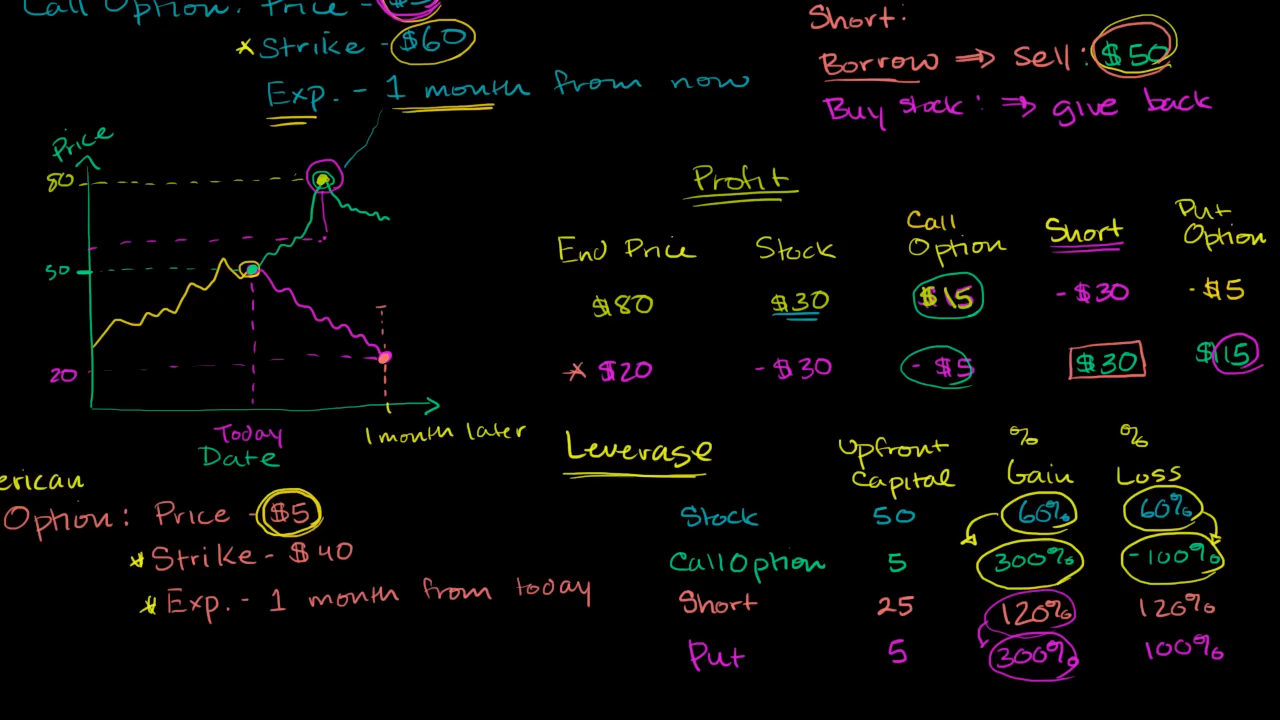 Call Option: Price - $5
* Strike - $60
Exp. - 1 month from now
Short:
Borrow ⇒ Sell: $50
Buy stock: ⇒ give back
Price
80
50
20
Today
1 month later
Date
Profit
End Price Stock Call Option Short Put Option
$80 $30 $15 -$30 -$5
* $20 -$30 -$5 $30 $15
erican
Option: Price - $5
* Strike - $40
* Exp. - 1 month from today
Leverage
Upfront Capital % Gain % Loss
Stock 50 60% 60%
Call Option 5 300% -100%
Short 25 120% 120%
Put 5 300% 100%